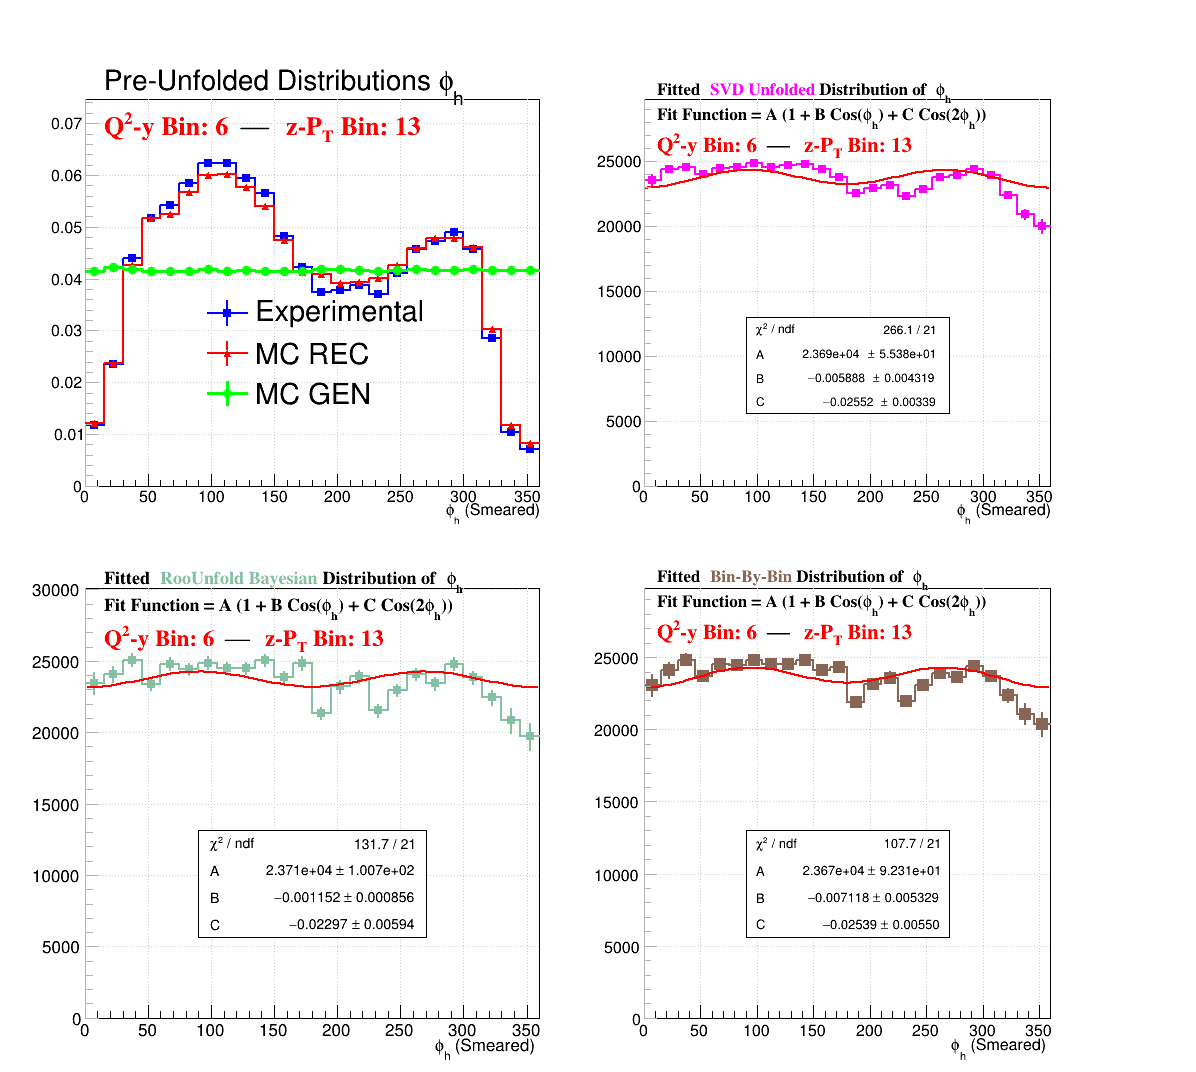 Pre-Unfolded Distributions ϕh
Q²-y Bin: 6 — z-PT Bin: 13
0.07
0.06
0.05
0.04
0.03
0.02
0.01
0
Experimental
MC REC
MC GEN
0 50 100 150 200 250 300 350
ϕh (Smeared)
Fitted SVD Unfolded Distribution of ϕh
Fit Function = A (1 + B Cos(ϕh) + C Cos(2ϕh))
Q²-y Bin: 6 — z-PT Bin: 13
25000
20000
15000
10000
5000
0
χ² / ndf 266.1 / 21
A 2.369e+04 ± 5.538e+01
B −0.005888 ± 0.004319
C −0.02552 ± 0.00339
0 50 100 150 200 250 300 350
ϕh (Smeared)
Fitted RooUnfold Bayesian Distribution of ϕh
Fit Function = A (1 + B Cos(ϕh) + C Cos(2ϕh))
Q²-y Bin: 6 — z-PT Bin: 13
30000
25000
20000
15000
10000
5000
0
χ² / ndf 131.7 / 21
A 2.371e+04 ± 1.007e+02
B −0.001152 ± 0.000856
C −0.02297 ± 0.00594
0 50 100 150 200 250 300 350
ϕh (Smeared)
Fitted Bin-By-Bin Distribution of ϕh
Fit Function = A (1 + B Cos(ϕh) + C Cos(2ϕh))
Q²-y Bin: 6 — z-PT Bin: 13
25000
20000
15000
10000
5000
0
χ² / ndf 107.7 / 21
A 2.367e+04 ± 9.231e+01
B −0.007118 ± 0.005329
C −0.02539 ± 0.00550
0 50 100 150 200 250 300 350
ϕh (Smeared)